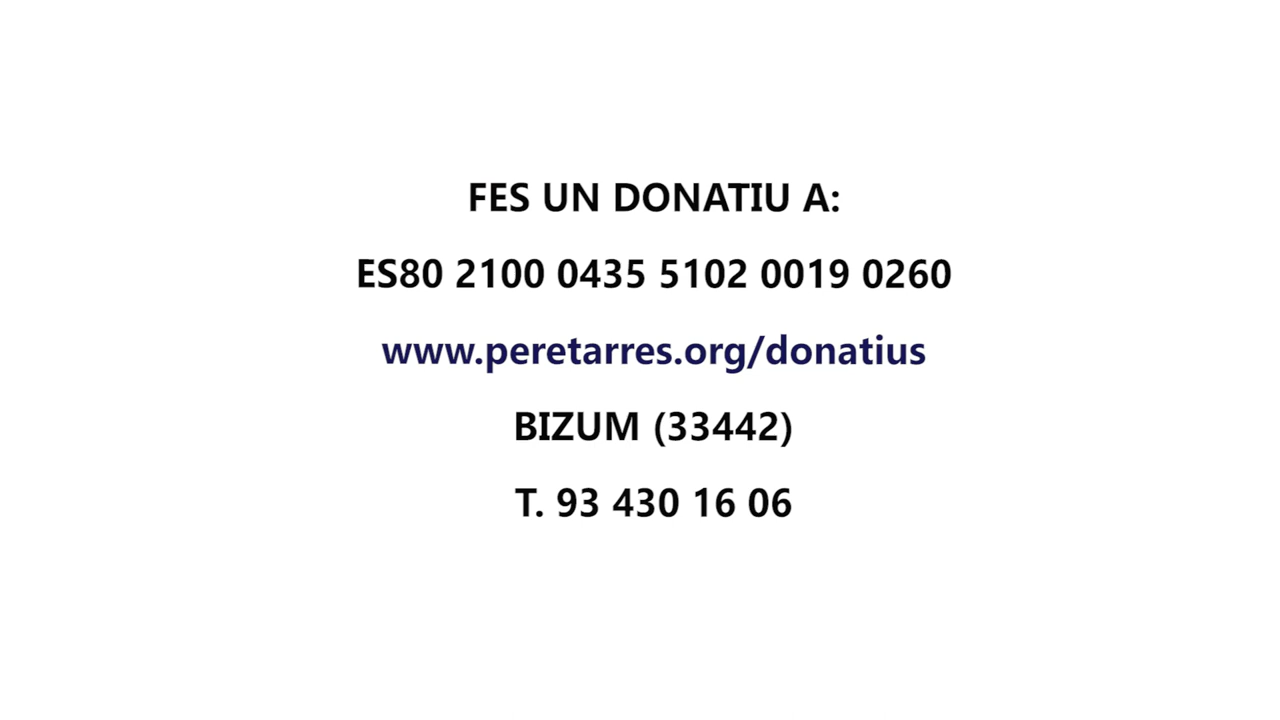 FES UN DONATIU A:
ES80 2100 0435 5102 0019 0260
www.peretarres.org/donatius
BIZUM (33442)
T. 93 430 16 06